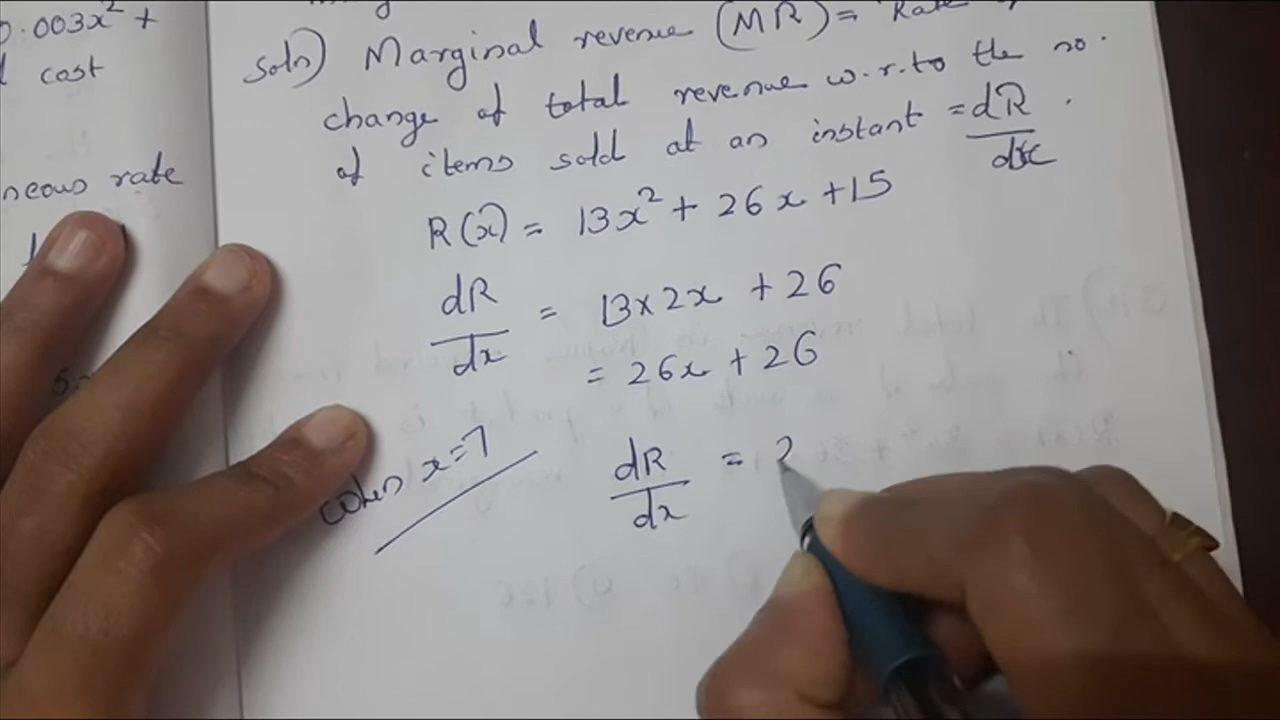 0.003x² +
cost
neous rate
Soln) Marginal revenue (MR) = Rate
change of total revenue w.r.to the no.
of items sold at an instant = dR/dx.
R(x) = 13x² + 26x + 15
dR/dx = 13×2x + 26
= 26x + 26
when x=7
dR/dx = 2